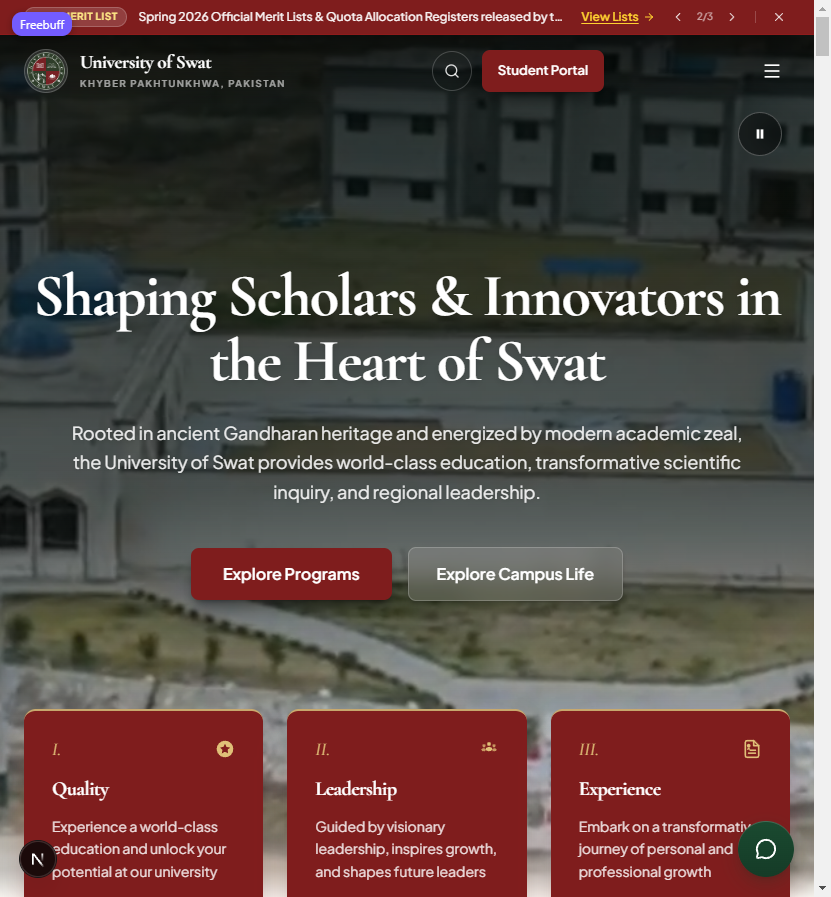 Freebuff
MERIT LIST
Spring 2026 Official Merit Lists & Quota Allocation Registers released by t...
View Lists →
2/3
University of Swat
KHYBER PAKHTUNKHWA, PAKISTAN
Student Portal
Shaping Scholars & Innovators in
the Heart of Swat
Rooted in ancient Gandharan heritage and energized by modern academic zeal,
the University of Swat provides world-class education, transformative scientific
inquiry, and regional leadership.
Explore Programs
Explore Campus Life
I.
Quality
Experience a world-class
education and unlock your
potential at our university
II.
Leadership
Guided by visionary
leadership, inspires growth,
and shapes future leaders
III.
Experience
Embark on a transformativ
journey of personal and
professional growth
N